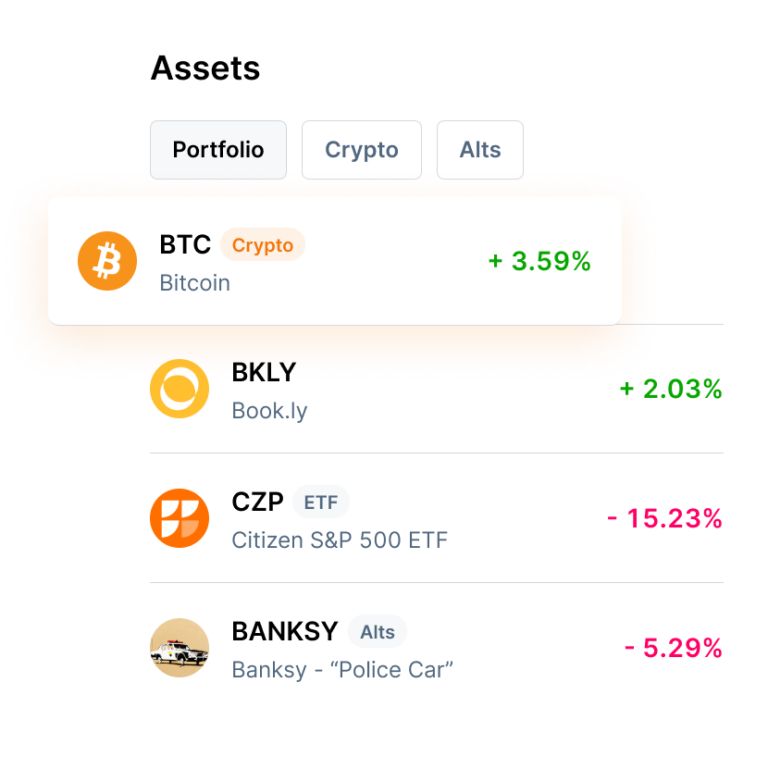 Assets
Portfolio Crypto Alts
BTC Crypto
Bitcoin
+ 3.59%
BKLY
Book.ly
+ 2.03%
CZP ETF
Citizen S&P 500 ETF
- 15.23%
BANKSY Alts
Banksy - “Police Car”
- 5.29%